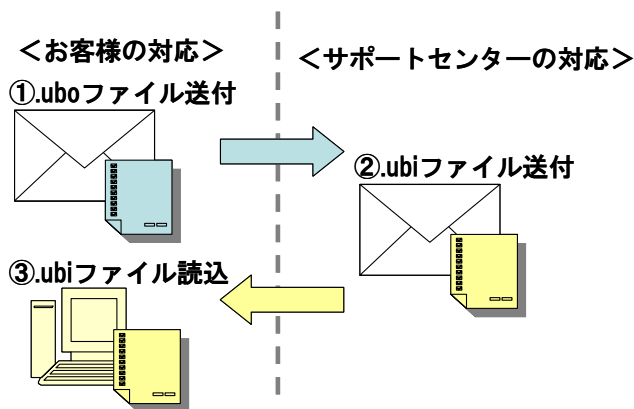 ＜お客様の対応＞
＜サポートセンターの対応＞
①.uboファイル送付
②.ubiファイル送付
③.ubiファイル読込